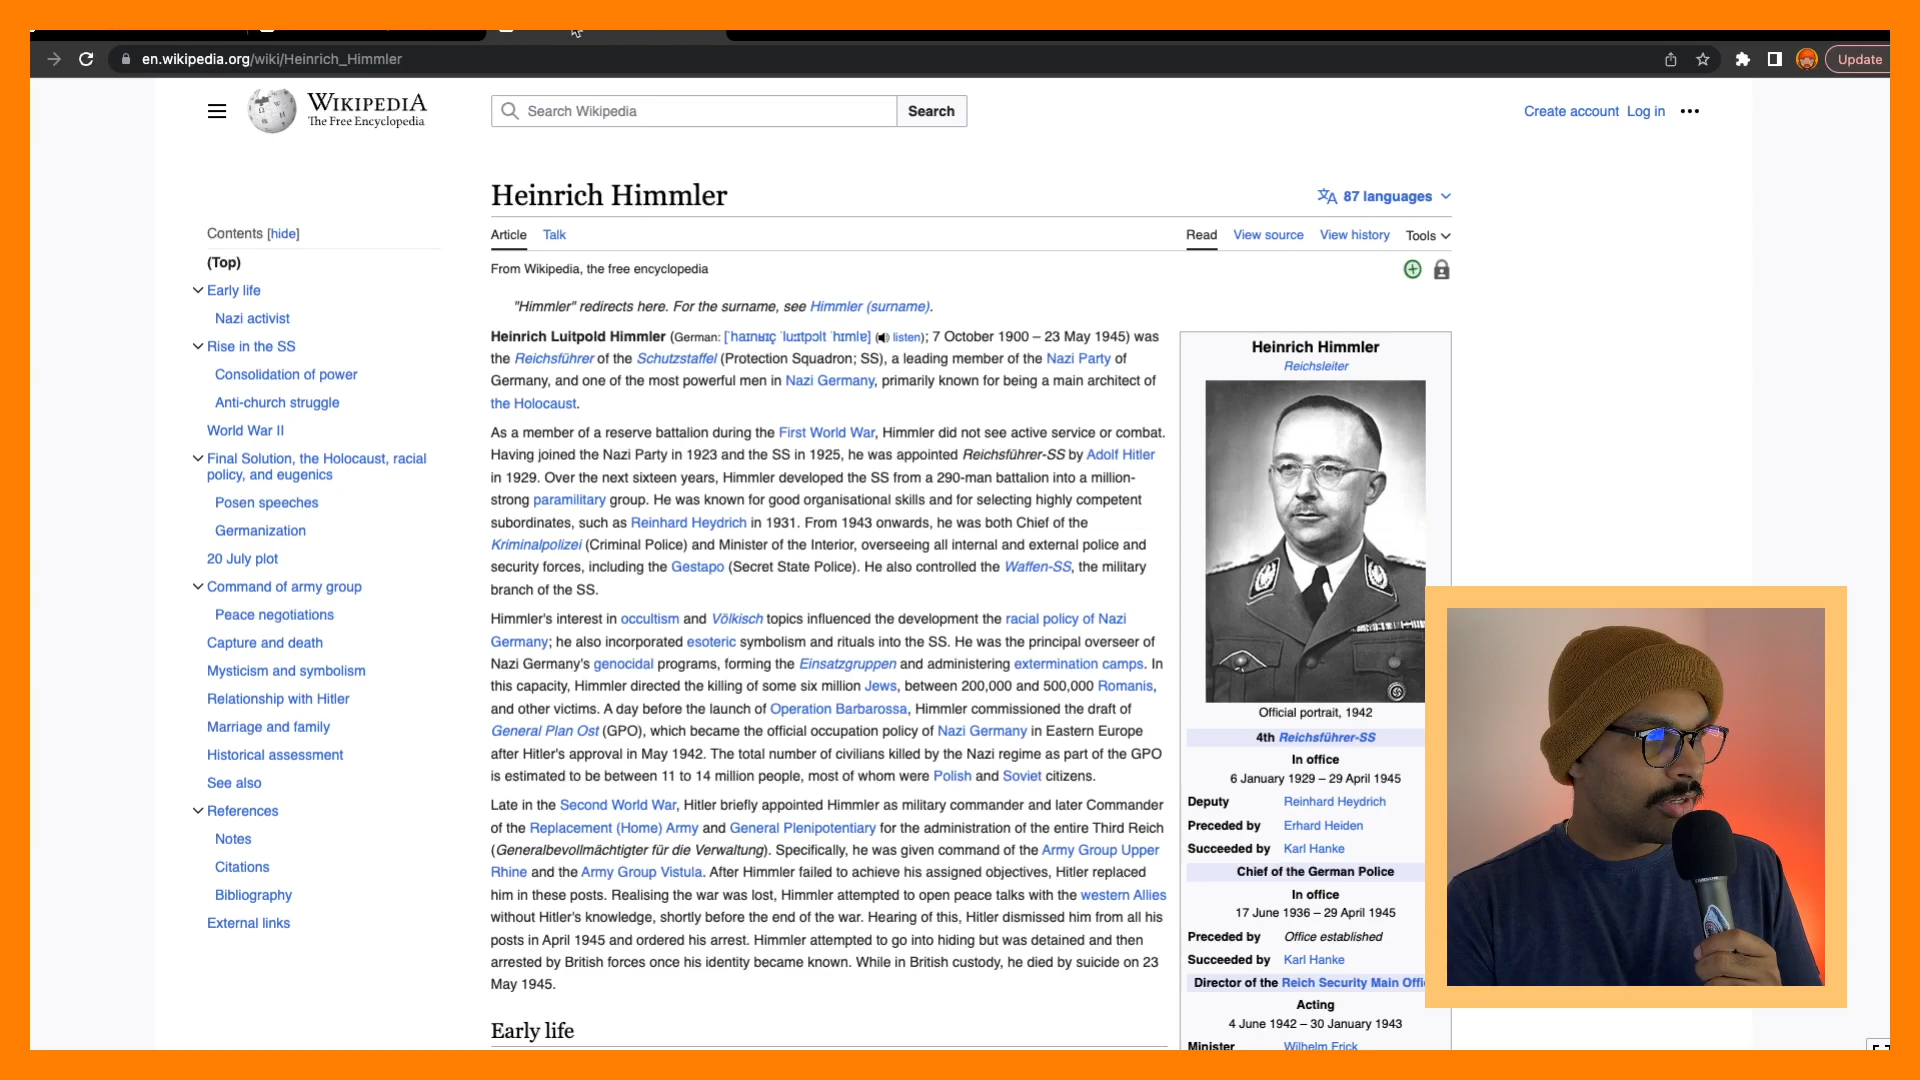 en.wikipedia.org/wiki/Heinrich_Himmler
Update
WIKIPEDIA
The Free Encyclopedia
Search Wikipedia
Search
Create account Log in
Heinrich Himmler
87 languages
Article Talk
Read View source View history Tools
From Wikipedia, the free encyclopedia
Contents [hide]
(Top)
Early life
Nazi activist
Rise in the SS
Consolidation of power
Anti-church struggle
World War II
Final Solution, the Holocaust, racial
policy, and eugenics
Posen speeches
Germanization
20 July plot
Command of army group
Peace negotiations
Capture and death
Mysticism and symbolism
Relationship with Hitler
Marriage and family
Historical assessment
See also
References
Notes
Citations
Bibliography
External links
"Himmler" redirects here. For the surname, see Himmler (surname).
Heinrich Luitpold Himmler (German: [ˈhaɪnʁɪç ˈluːɪtpɔlt ˈhɪmlɐ] (listen); 7 October 1900 – 23 May 1945) was
the Reichsführer of the Schutzstaffel (Protection Squadron; SS), a leading member of the Nazi Party of
Germany, and one of the most powerful men in Nazi Germany, primarily known for being a main architect of
the Holocaust.
As a member of a reserve battalion during the First World War, Himmler did not see active service or combat.
Having joined the Nazi Party in 1923 and the SS in 1925, he was appointed Reichsführer-SS by Adolf Hitler
in 1929. Over the next sixteen years, Himmler developed the SS from a 290-man battalion into a million-
strong paramilitary group. He was known for good organisational skills and for selecting highly competent
subordinates, such as Reinhard Heydrich in 1931. From 1943 onwards, he was both Chief of the
Kriminalpolizei (Criminal Police) and Minister of the Interior, overseeing all internal and external police and
security forces, including the Gestapo (Secret State Police). He also controlled the Waffen-SS, the military
branch of the SS.
Himmler's interest in occultism and Völkisch topics influenced the development the racial policy of Nazi
Germany; he also incorporated esoteric symbolism and rituals into the SS. He was the principal overseer of
Nazi Germany's genocidal programs, forming the Einsatzgruppen and administering extermination camps. In
this capacity, Himmler directed the killing of some six million Jews, between 200,000 and 500,000 Romanis,
and other victims. A day before the launch of Operation Barbarossa, Himmler commissioned the draft of
General Plan Ost (GPO), which became the official occupation policy of Nazi Germany in Eastern Europe
after Hitler's approval in May 1942. The total number of civilians killed by the Nazi regime as part of the GPO
is estimated to be between 11 to 14 million people, most of whom were Polish and Soviet citizens.
Late in the Second World War, Hitler briefly appointed Himmler as military commander and later Commander
of the Replacement (Home) Army and General Plenipotentiary for the administration of the entire Third Reich
(Generalbevollmächtigter für die Verwaltung). Specifically, he was given command of the Army Group Upper
Rhine and the Army Group Vistula. After Himmler failed to achieve his assigned objectives, Hitler replaced
him in these posts. Realising the war was lost, Himmler attempted to open peace talks with the western Allies
without Hitler's knowledge, shortly before the end of the war. Hearing of this, Hitler dismissed him from all his
posts in April 1945 and ordered his arrest. Himmler attempted to go into hiding but was detained and then
arrested by British forces once his identity became known. While in British custody, he died by suicide on 23
May 1945.
Early life
Heinrich Himmler
Reichsleiter
Official portrait, 1942
4th Reichsführer-SS
In office
6 January 1929 – 29 April 1945
Deputy Reinhard Heydrich
Preceded by Erhard Heiden
Succeeded by Karl Hanke
Chief of the German Police
In office
17 June 1936 – 29 April 1945
Preceded by Office established
Succeeded by Karl Hanke
Director of the Reich Security Main Offi
Acting
4 June 1942 – 30 January 1943
Minister Wilhelm Frick